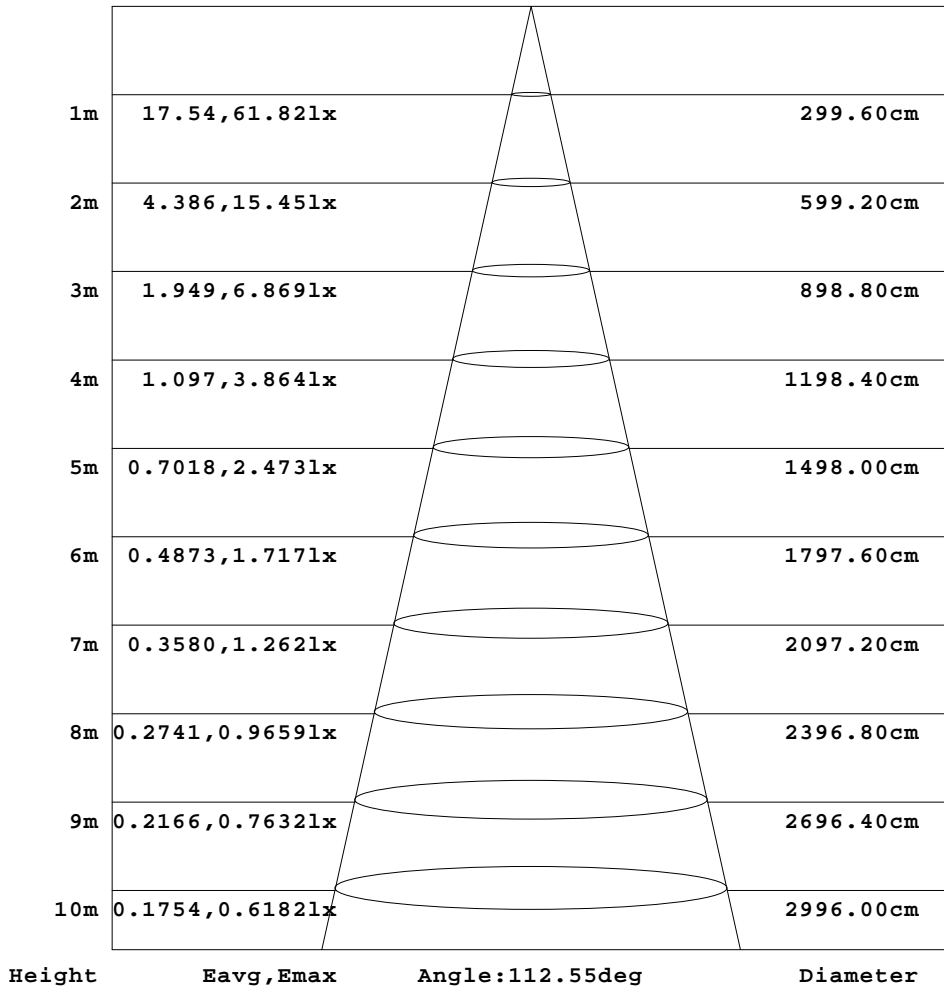 1m 17.54,61.82lx 299.60cm
2m 4.386,15.45lx 599.20cm
3m 1.949,6.869lx 898.80cm
4m 1.097,3.864lx 1198.40cm
5m 0.7018,2.473lx 1498.00cm
6m 0.4873,1.717lx 1797.60cm
7m 0.3580,1.262lx 2097.20cm
8m 0.2741,0.9659lx 2396.80cm
9m 0.2166,0.7632lx 2696.40cm
10m 0.1754,0.6182lx 2996.00cm
Height Eavg,Emax Angle:112.55deg Diameter